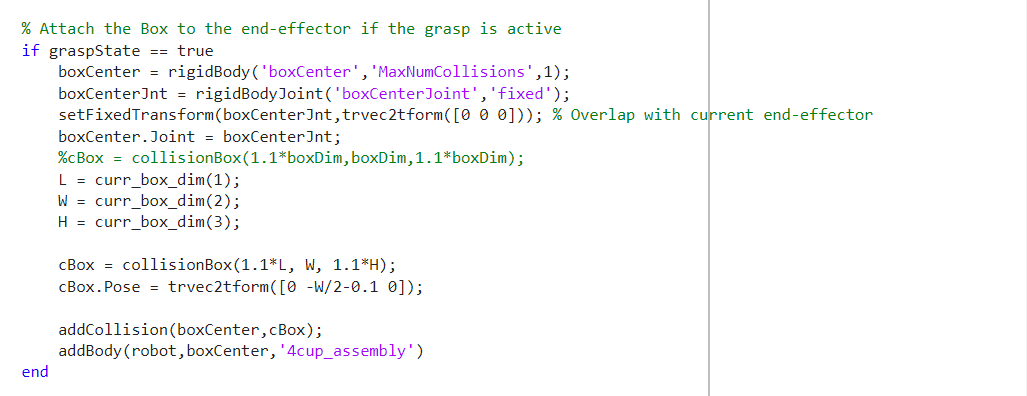 % Attach the Box to the end-effector if the grasp is active
if graspState == true
    boxCenter = rigidBody('boxCenter','MaxNumCollisions',1);
    boxCenterJnt = rigidBodyJoint('boxCenterJoint','fixed');
    setFixedTransform(boxCenterJnt,trvec2tform([0 0 0])); % Overlap with current end-effector
    boxCenter.Joint = boxCenterJnt;
    %cBox = collisionBox(1.1*boxDim,boxDim,1.1*boxDim);
    L = curr_box_dim(1);
    W = curr_box_dim(2);
    H = curr_box_dim(3);

    cBox = collisionBox(1.1*L, W, 1.1*H);
    cBox.Pose = trvec2tform([0 -W/2-0.1 0]);

    addCollision(boxCenter,cBox);
    addBody(robot,boxCenter,'4cup_assembly')
end